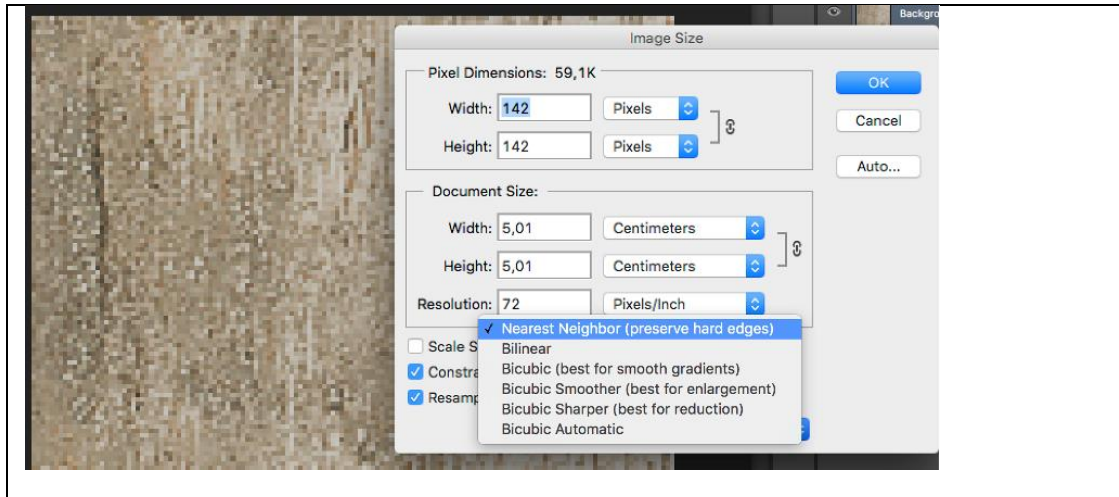 Backgro
Image Size
Pixel Dimensions: 59,1K
Width: 142 Pixels
Height: 142 Pixels
OK
Cancel
Auto...
Document Size:
Width: 5,01 Centimeters
Height: 5,01 Centimeters
Resolution: 72 Pixels/Inch
✓ Nearest Neighbor (preserve hard edges)
Scale S
Bilinear
Constra
Bicubic (best for smooth gradients)
Bicubic Smoother (best for enlargement)
Resamp
Bicubic Sharper (best for reduction)
Bicubic Automatic